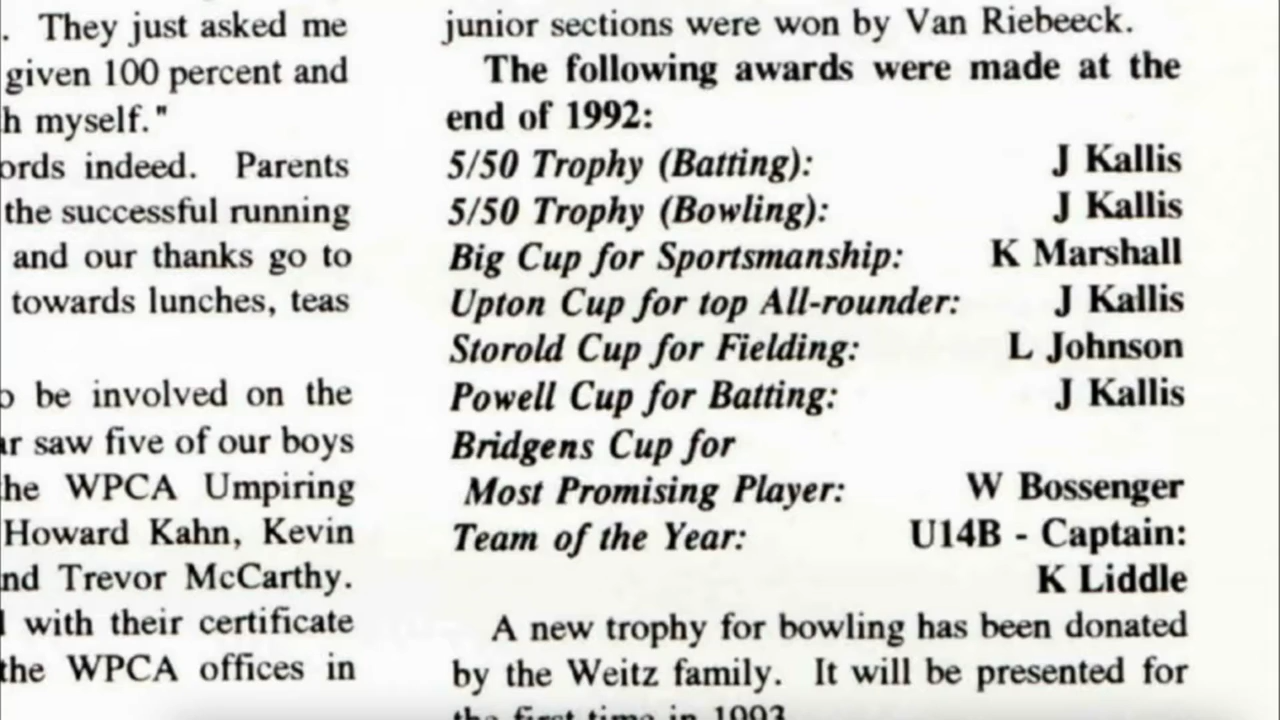 . They just asked me
given 100 percent and
h myself."
ords indeed. Parents
the successful running
and our thanks go to
towards lunches, teas
o be involved on the
ar saw five of our boys
the WPCA Umpiring
Howard Kahn, Kevin
nd Trevor McCarthy.
l with their certificate
the WPCA offices in
junior sections were won by Van Riebeeck.
The following awards were made at the
end of 1992:
5/50 Trophy (Batting): J Kallis
5/50 Trophy (Bowling): J Kallis
Big Cup for Sportsmanship: K Marshall
Upton Cup for top All-rounder: J Kallis
Storold Cup for Fielding: L Johnson
Powell Cup for Batting: J Kallis
Bridgens Cup for
Most Promising Player: W Bossenger
Team of the Year: U14B - Captain:
K Liddle
A new trophy for bowling has been donated
by the Weitz family. It will be presented for
the first time in 1993